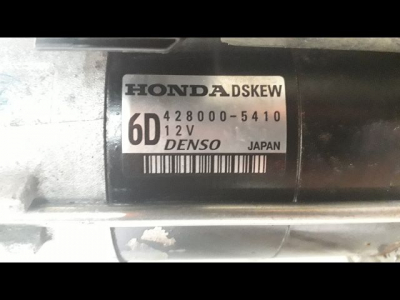 HONDA DSKEW
6D 428000-5410
12V
DENSO JAPAN